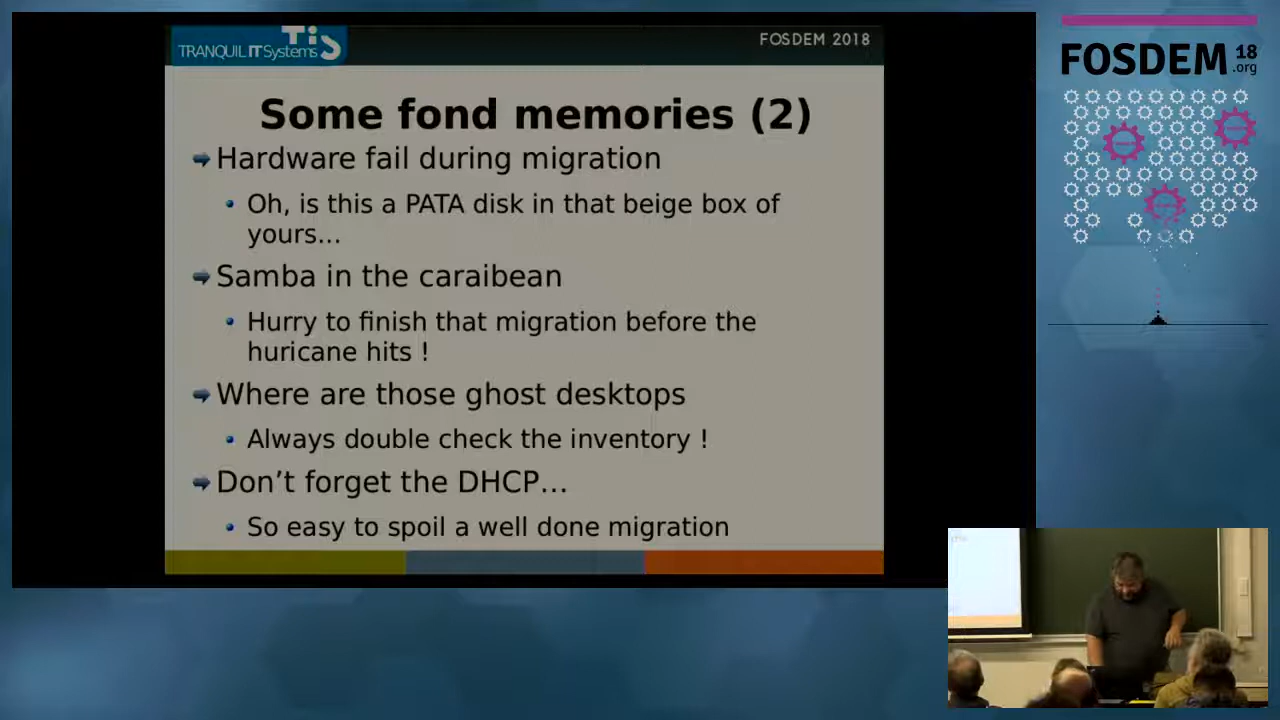 TRANQUIL IT Systems
TiS
FOSDEM 2018
Some fond memories (2)
Hardware fail during migration
Oh, is this a PATA disk in that beige box of
yours...
Samba in the caraibean
Hurry to finish that migration before the
huricane hits !
Where are those ghost desktops
Always double check the inventory !
Don't forget the DHCP...
So easy to spoil a well done migration
FOSDEM 18
.org